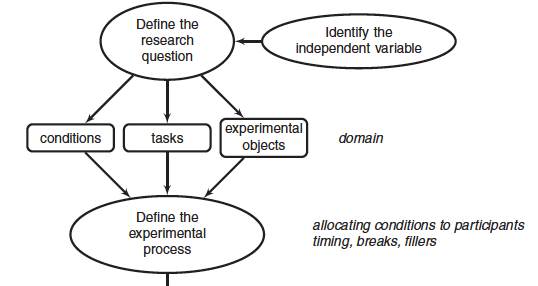 Define the
research
question
Identify the
independent variable
conditions
tasks
experimental
objects
domain
Define the
experimental
process
allocating conditions to participants
timing, breaks, fillers